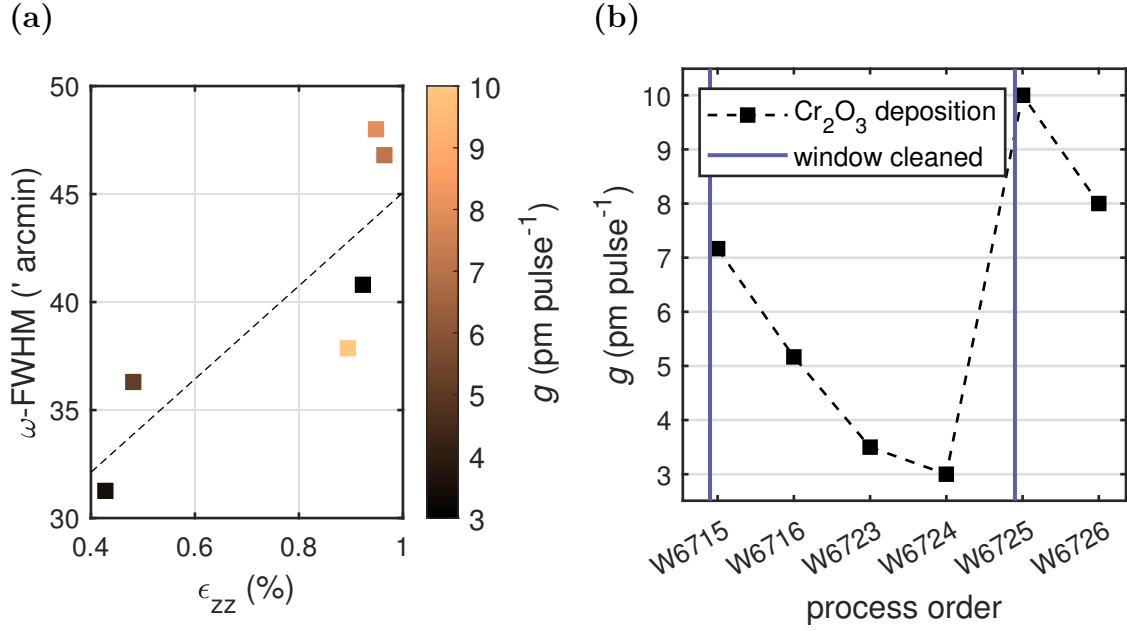 (a)
50
45
40
35
30
0.4
0.6
0.8
1
ω-FWHM (' arcmin)
ϵzz (%)
10
9
8
7
6
5
4
3
g (pm pulse-1)
(b)
10
9
8
7
6
5
4
3
g (pm pulse-1)
Cr2O3 deposition
window cleaned
W6715
W6716
W6723
W6724
W6725
W6726
process order